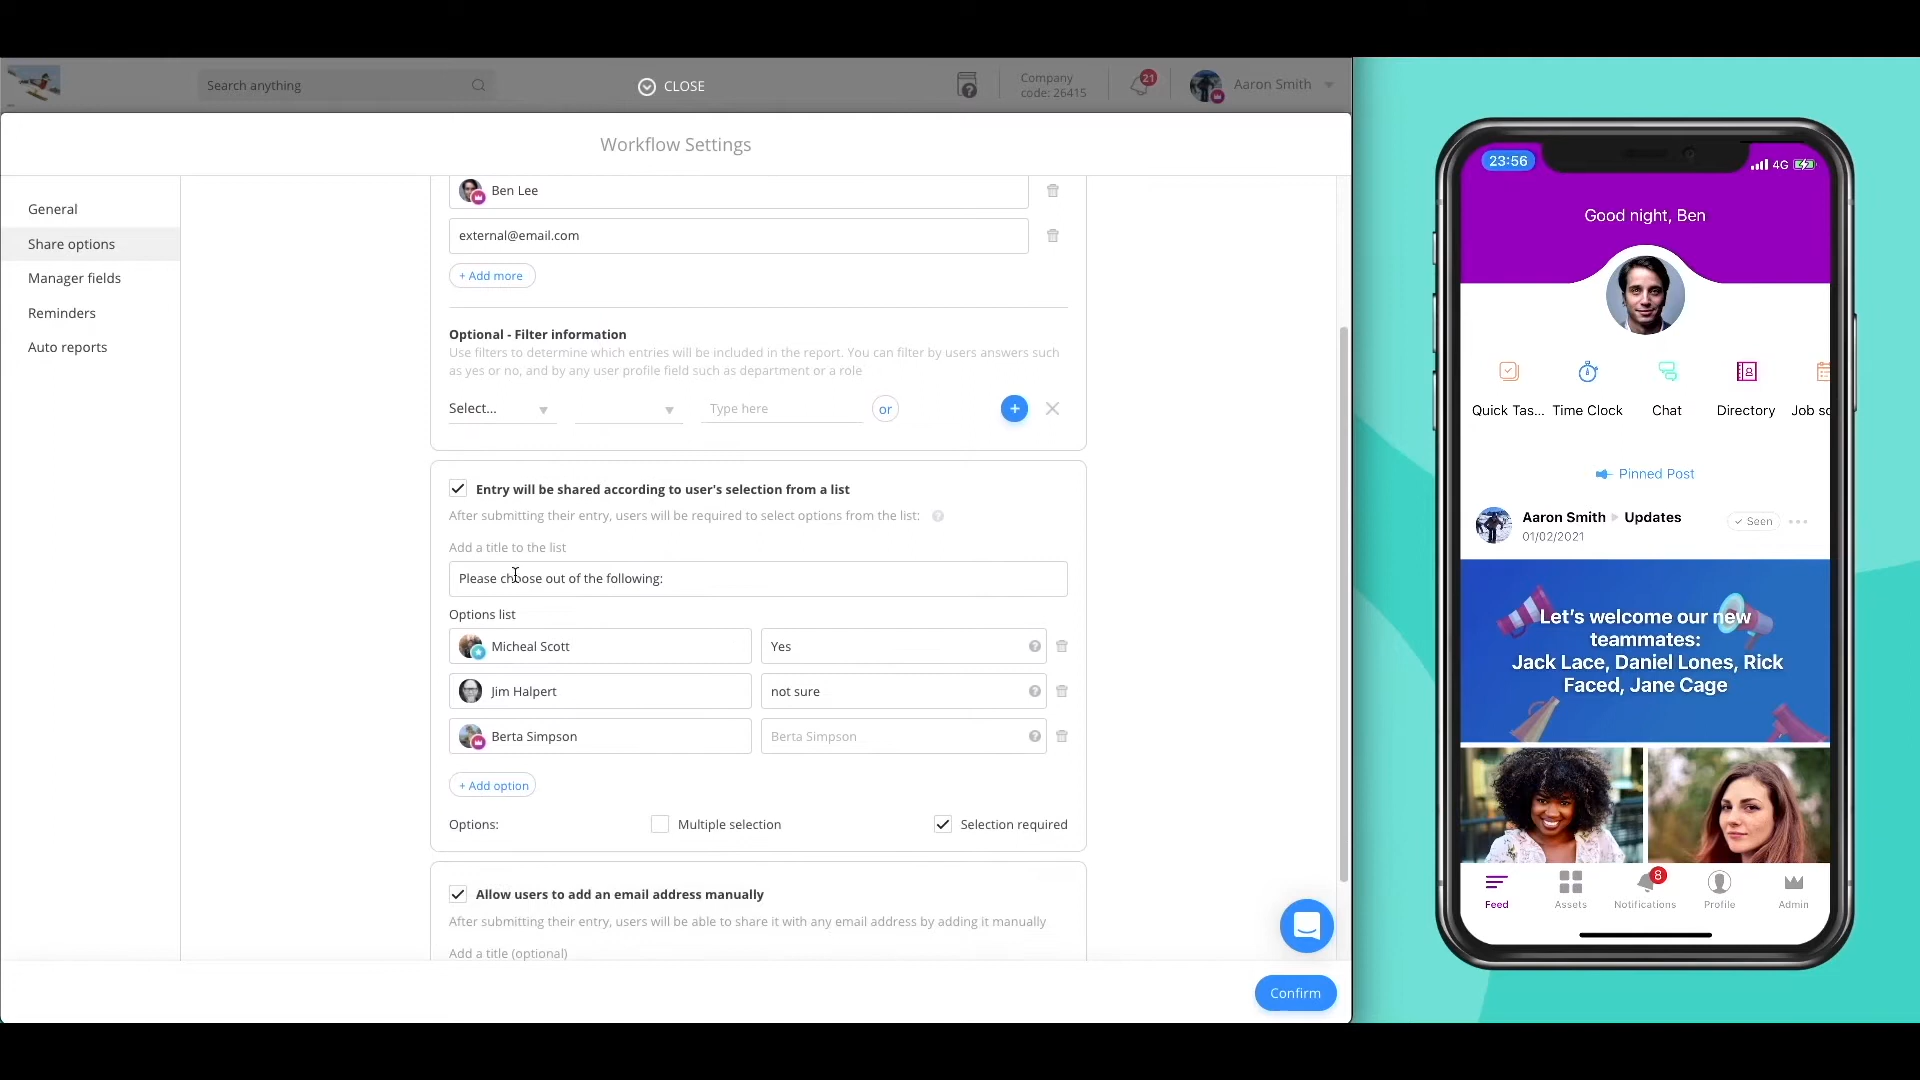 Search anything
CLOSE
Company
code: 26415
21
Aaron Smith
Workflow Settings
General
Share options
Manager fields
Reminders
Auto reports
Ben Lee
external@email.com
+ Add more
Optional - Filter information
Use filters to determine which entries will be included in the report. You can filter by users answers such
as yes or no, and by any user profile field such as department or a role
Select...
Type here
or
Entry will be shared according to user's selection from a list
After submitting their entry, users will be required to select options from the list:
Add a title to the list
Please choose out of the following:
Options list
Micheal Scott
Yes
Jim Halpert
not sure
Berta Simpson
Berta Simpson
+ Add option
Options:
Multiple selection
Selection required
Allow users to add an email address manually
After submitting their entry, users will be able to share it with any email address by adding it manually
Add a title (optional)
Confirm
23:56
4G
Good night, Ben
Quick Tas...
Time Clock
Chat
Directory
Job sc
Pinned Post
Aaron Smith
Updates
Seen
01/02/2021
Let's welcome our new
teammates:
Jack Lace, Daniel Lones, Rick
Faced, Jane Cage
8
Feed
Assets
Notifications
Profile
Admin